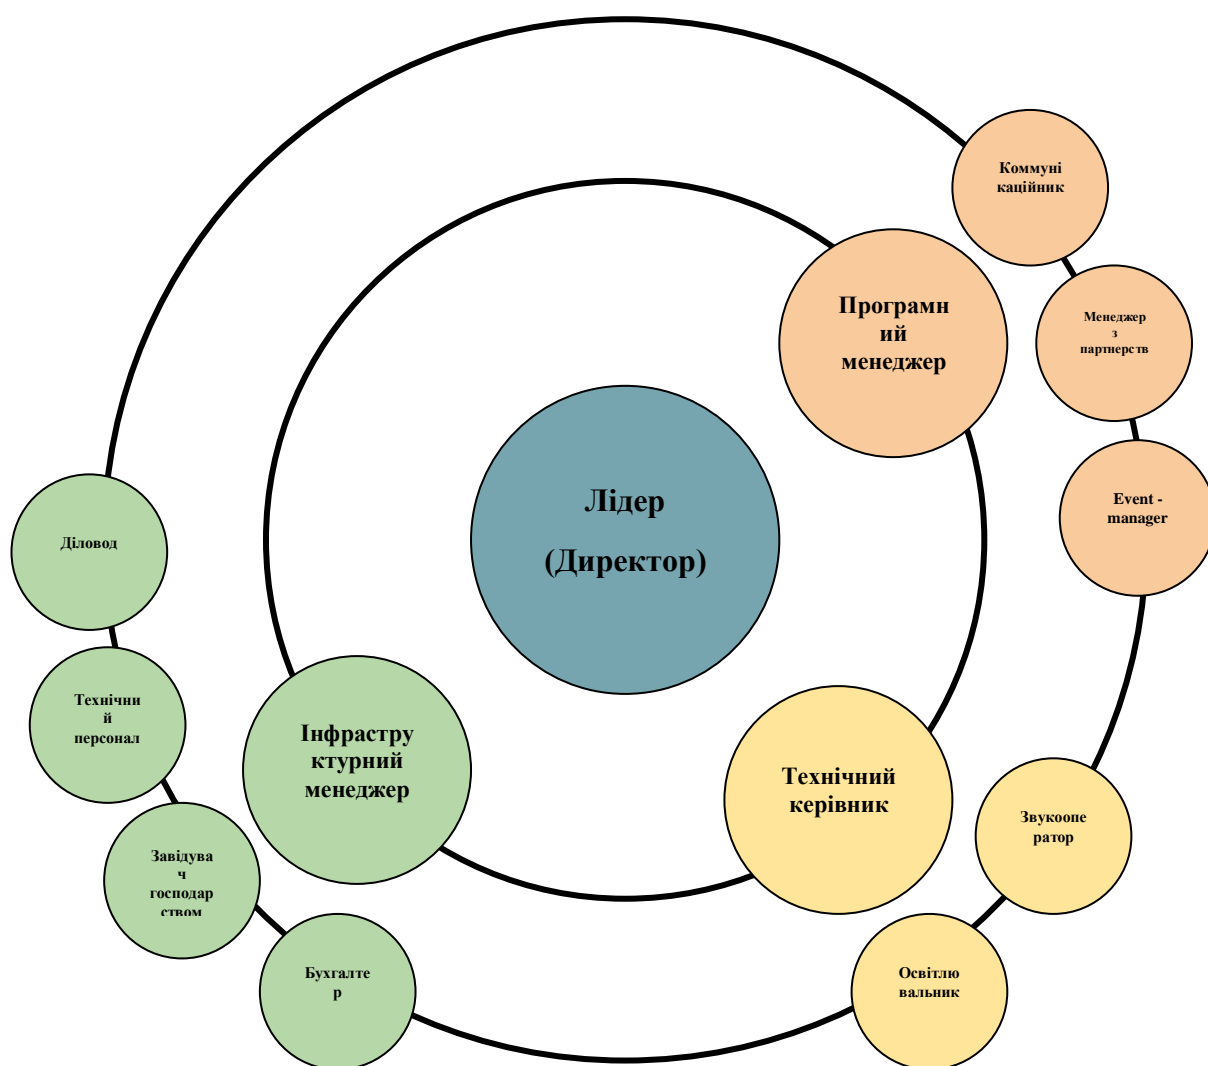 Коммуні
каційник
Програмн
ий
менеджер
Менеджер
з
партнерств
Лідер
(Директор)
Event -
manager
Діловод
Технічни
й
персонал
Інфрастру
ктурний
менеджер
Технічний
керівник
Звукоопе
ратор
Завідува
ч
господар
ством
Бухгалте
р
Освітлю
вальник